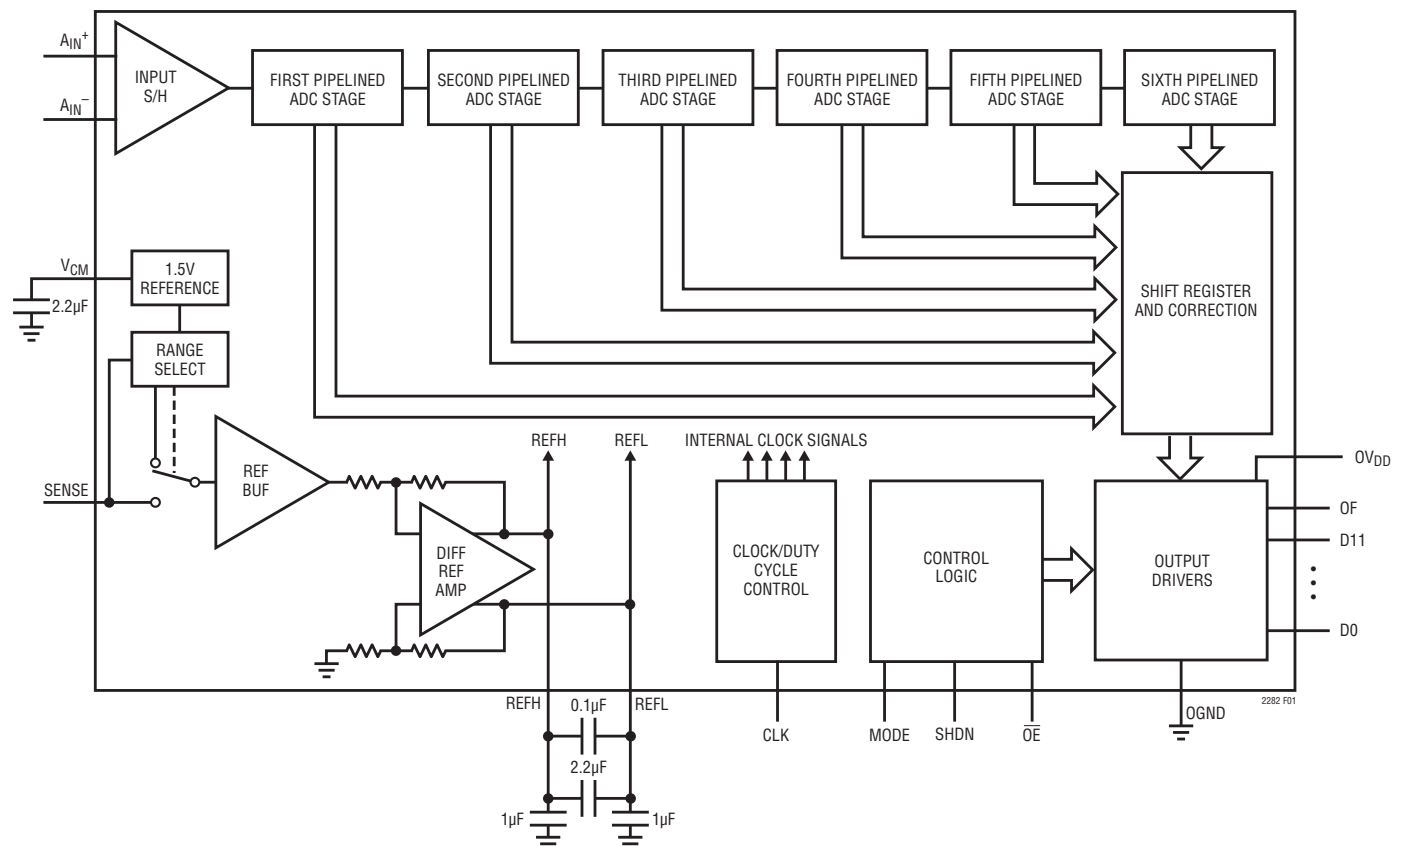 AIN+
AIN–
INPUT
S/H
FIRST PIPELINED
ADC STAGE
SECOND PIPELINED
ADC STAGE
THIRD PIPELINED
ADC STAGE
FOURTH PIPELINED
ADC STAGE
FIFTH PIPELINED
ADC STAGE
SIXTH PIPELINED
ADC STAGE
VCM
2.2µF
1.5V
REFERENCE
RANGE
SELECT
SHIFT REGISTER
AND CORRECTION
SENSE
REF
BUF
REFH
REFL
DIFF
REF
AMP
INTERNAL CLOCK SIGNALS
CLOCK/DUTY
CYCLE
CONTROL
CONTROL
LOGIC
OUTPUT
DRIVERS
OVDD
OF
D11
D0
REFH
0.1µF
REFL
2.2µF
1µF
1µF
CLK
MODE
SHDN
OE
OGND
2282 F01